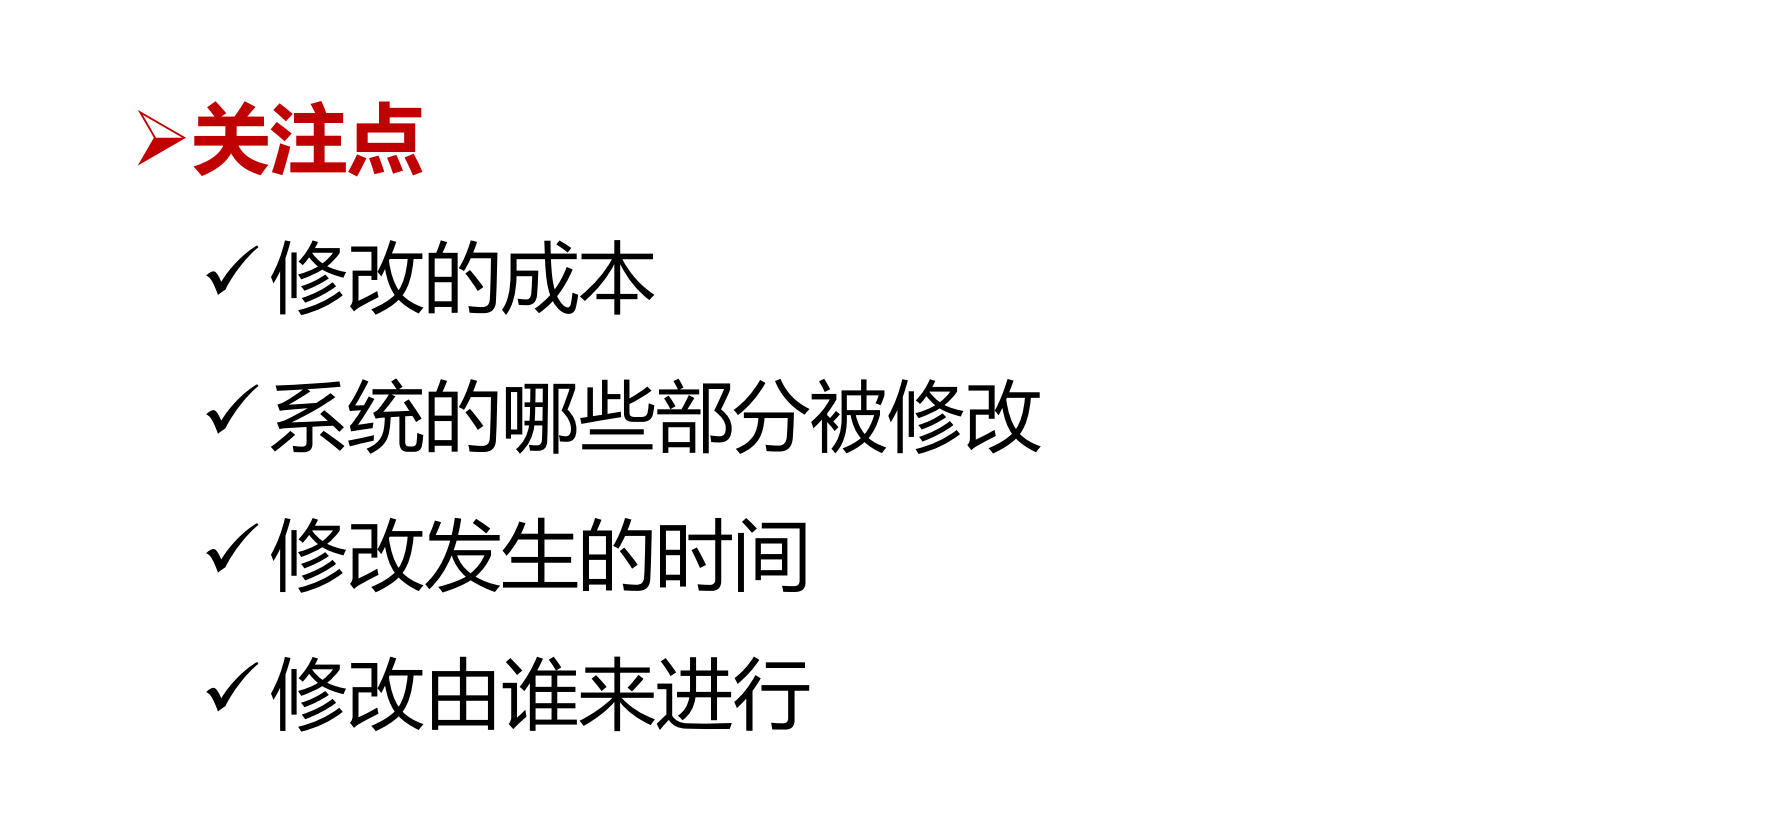 关注点
修改的成本
系统的哪些部分被修改
修改发生的时间
修改由谁来进行